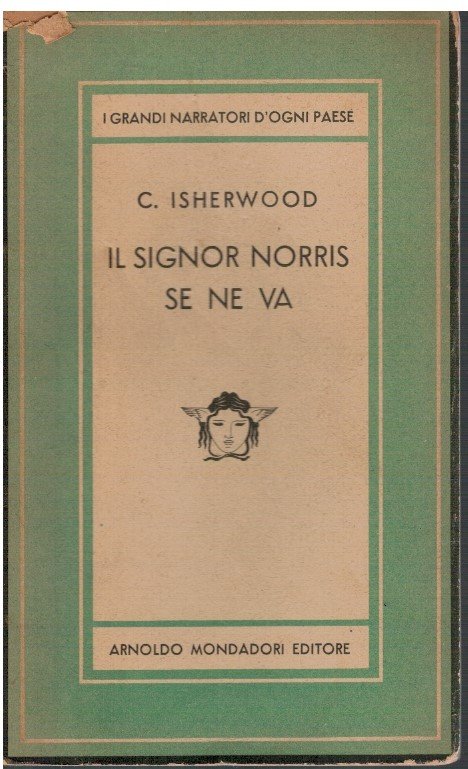 I GRANDI NARRATORI D'OGNI PAESE
C. ISHERWOOD
IL SIGNOR NORRIS
SE NE VA
ARNOLDO MONDADORI EDITORE